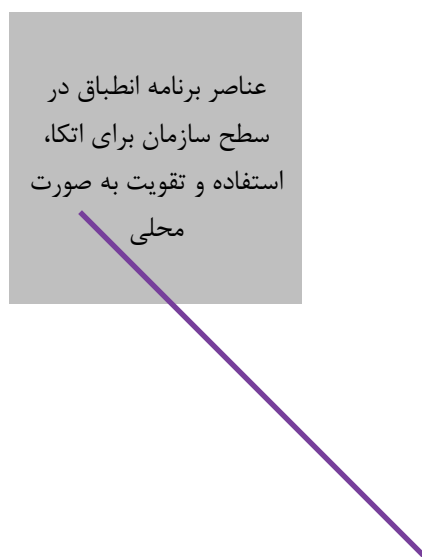 عناصر برنامه انطباق در
سطح سازمان برای اتکا،
استفاده و تقویت به صورت
محلی